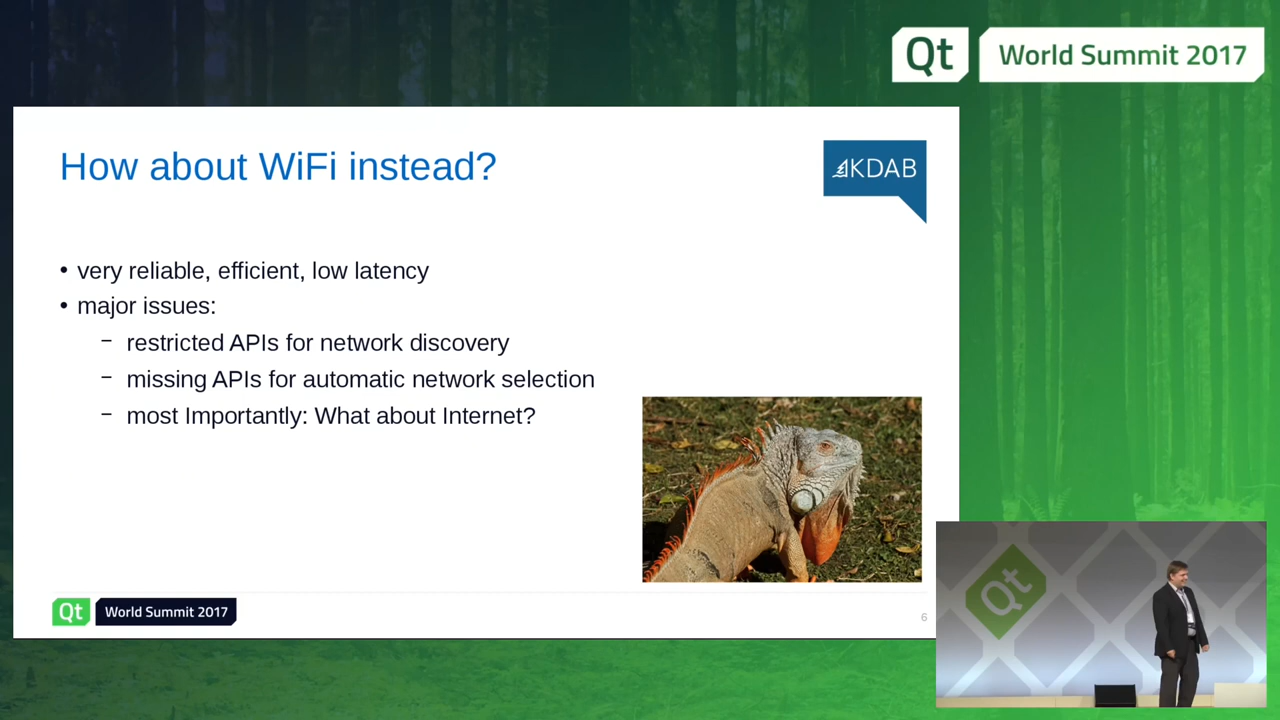 Qt World Summit 2017
How about WiFi instead?
KDAB
• very reliable, efficient, low latency
• major issues:
– restricted APIs for network discovery
– missing APIs for automatic network selection
– most Importantly: What about Internet?
Qt World Summit 2017
6
Qt